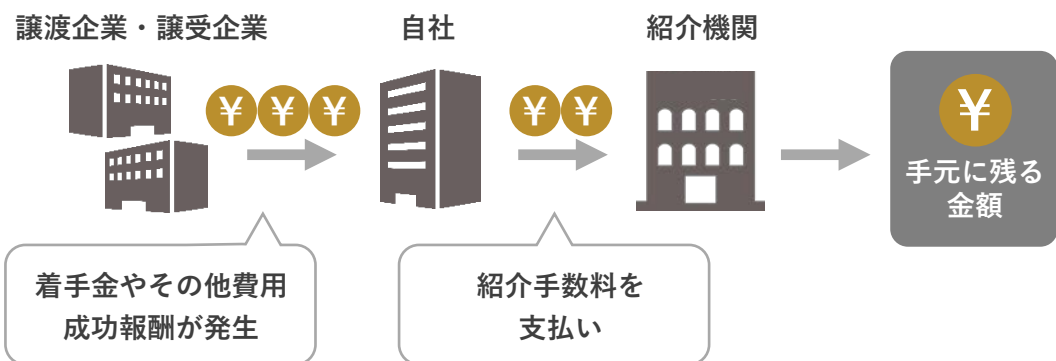 譲渡企業・譲受企業
自社
紹介機関
¥ ¥ ¥
¥ ¥
¥
手元に残る
金額
着手金やその他費用
成功報酬が発生
紹介手数料を
支払い